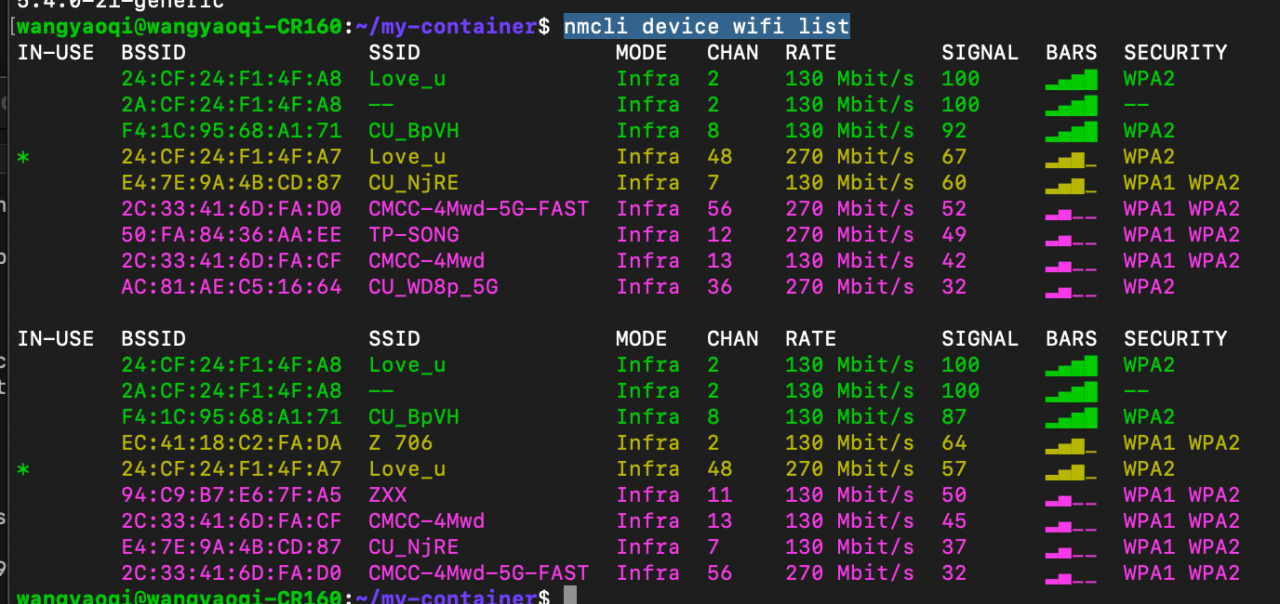 5.4.0-21-generic
[wangyaoqi@wangyaoqi-CR160:~/my-container$ nmcli device wifi list
IN-USE BSSID SSID MODE CHAN RATE SIGNAL BARS SECURITY
24:CF:24:F1:4F:A8 Love_u Infra 2 130 Mbit/s 100 WPA2
2A:CF:24:F1:4F:A8 -- Infra 2 130 Mbit/s 100 --
F4:1C:95:68:A1:71 CU_BpVH Infra 8 130 Mbit/s 92 WPA2
* 24:CF:24:F1:4F:A7 Love_u Infra 48 270 Mbit/s 67 WPA2
E4:7E:9A:4B:CD:87 CU_NjRE Infra 7 130 Mbit/s 60 WPA1 WPA2
2C:33:41:6D:FA:D0 CMCC-4Mwd-5G-FAST Infra 56 270 Mbit/s 52 WPA1 WPA2
50:FA:84:36:AA:EE TP-SONG Infra 12 270 Mbit/s 49 WPA1 WPA2
2C:33:41:6D:FA:CF CMCC-4Mwd Infra 13 130 Mbit/s 42 WPA1 WPA2
AC:81:AE:C5:16:64 CU_WD8p_5G Infra 36 270 Mbit/s 32 WPA2
IN-USE BSSID SSID MODE CHAN RATE SIGNAL BARS SECURITY
24:CF:24:F1:4F:A8 Love_u Infra 2 130 Mbit/s 100 WPA2
2A:CF:24:F1:4F:A8 -- Infra 2 130 Mbit/s 100 --
F4:1C:95:68:A1:71 CU_BpVH Infra 8 130 Mbit/s 87 WPA2
EC:41:18:C2:FA:DA Z 706 Infra 2 130 Mbit/s 64 WPA1 WPA2
* 24:CF:24:F1:4F:A7 Love_u Infra 48 270 Mbit/s 57 WPA2
94:C9:B7:E6:7F:A5 ZXX Infra 11 130 Mbit/s 50 WPA1 WPA2
2C:33:41:6D:FA:CF CMCC-4Mwd Infra 13 130 Mbit/s 45 WPA1 WPA2
E4:7E:9A:4B:CD:87 CU_NjRE Infra 7 130 Mbit/s 37 WPA1 WPA2
2C:33:41:6D:FA:D0 CMCC-4Mwd-5G-FAST Infra 56 270 Mbit/s 32 WPA1 WPA2
wangyaoqi@wangyaoqi-CR160:~/my-container$